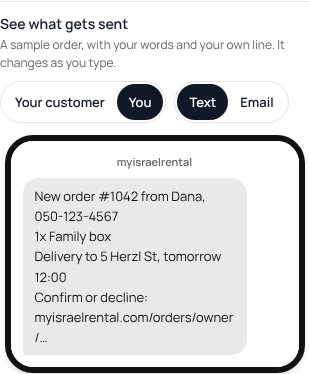 See what gets sent
A sample order, with your words and your own line. It
changes as you type.
Your customer You Text Email
myisraelrental
New order #1042 from Dana,
050-123-4567
1x Family box
Delivery to 5 Herzl St, tomorrow
12:00
Confirm or decline:
myisraelrental.com/orders/owner
/…